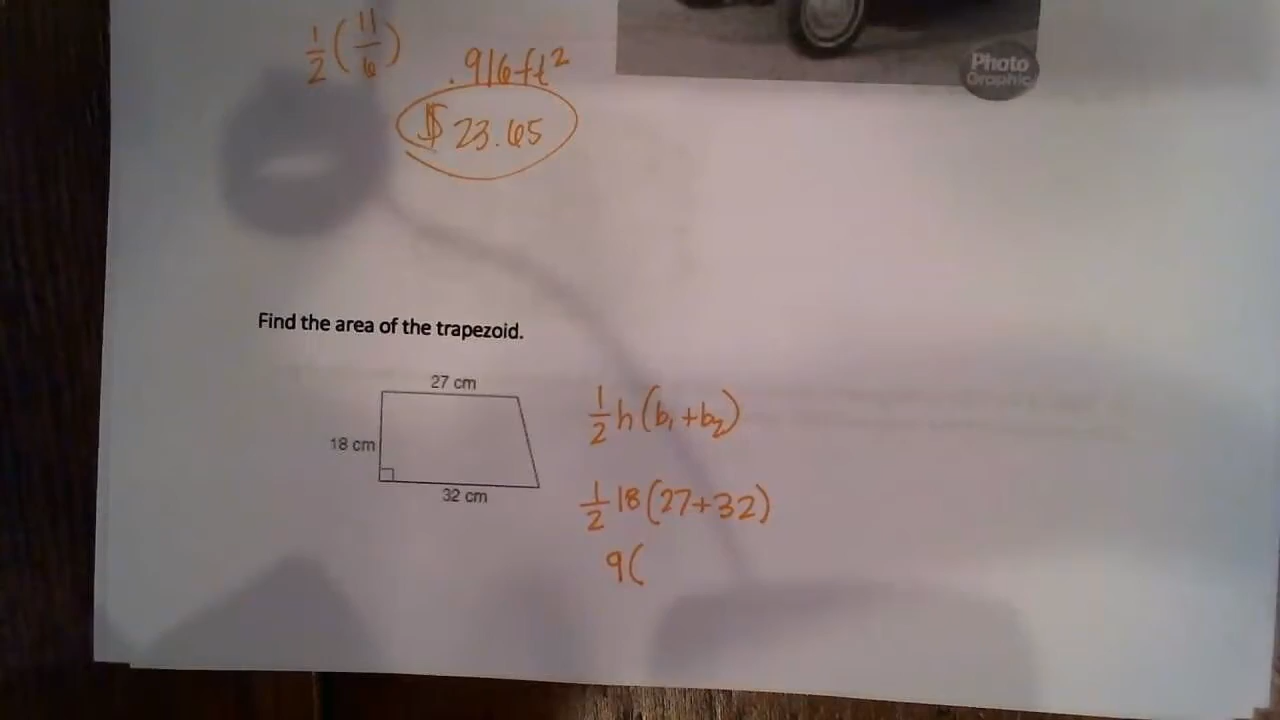 1/2 (11/6)
.916ft²
$ 23.65
Photo
Graphic
Find the area of the trapezoid.
27 cm
18 cm
32 cm
1/2 h(b₁+b₂)
1/2 18(27+32)
9(